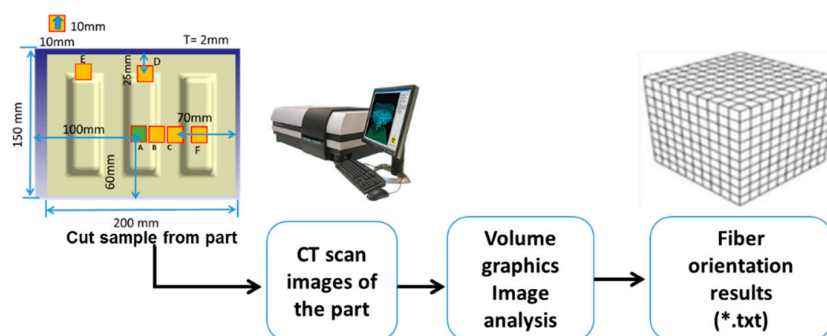 10mm
10mm
T= 2mm
E
D
25mm
150 mm
100mm
70mm
A
B
C
F
60mm
200 mm
Cut sample from part
CT scan
images of
the part
Volume
graphics
Image
analysis
Fiber
orientation
results
(*.txt)